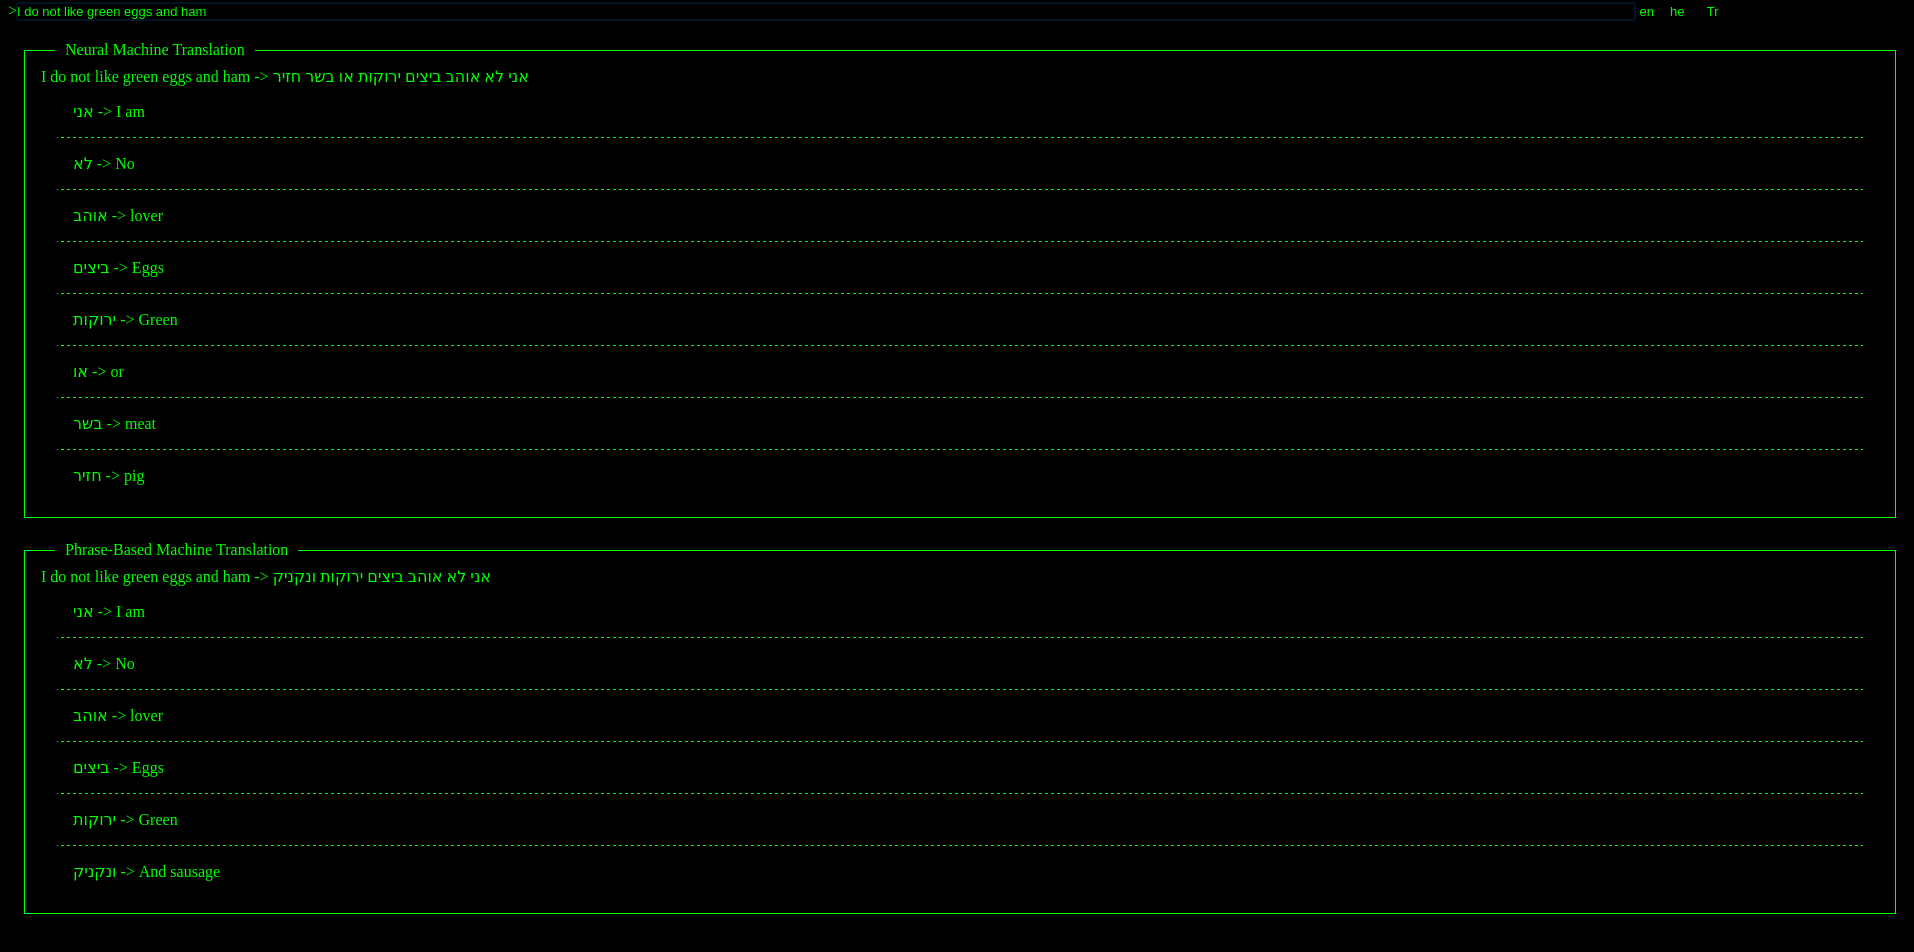 >I do not like green eggs and ham en he Tr
Neural Machine Translation
I do not like green eggs and ham -> אני לא אוהב ביצים ירוקות או בשר חזיר
אני -> I am
לא -> No
אוהב -> lover
ביצים -> Eggs
ירוקות -> Green
או -> or
בשר -> meat
חזיר -> pig
Phrase-Based Machine Translation
I do not like green eggs and ham -> אני לא אוהב ביצים ירוקות ונקניק
אני -> I am
לא -> No
אוהב -> lover
ביצים -> Eggs
ירוקות -> Green
ונקניק -> And sausage